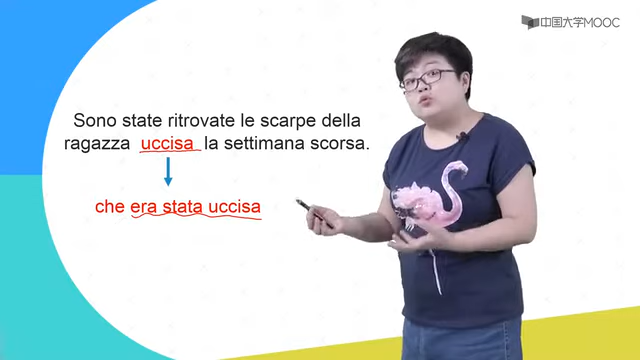 中国大学MOOC
Sono state ritrovate le scarpe della
ragazza uccisa la settimana scorsa.
che era stata uccisa